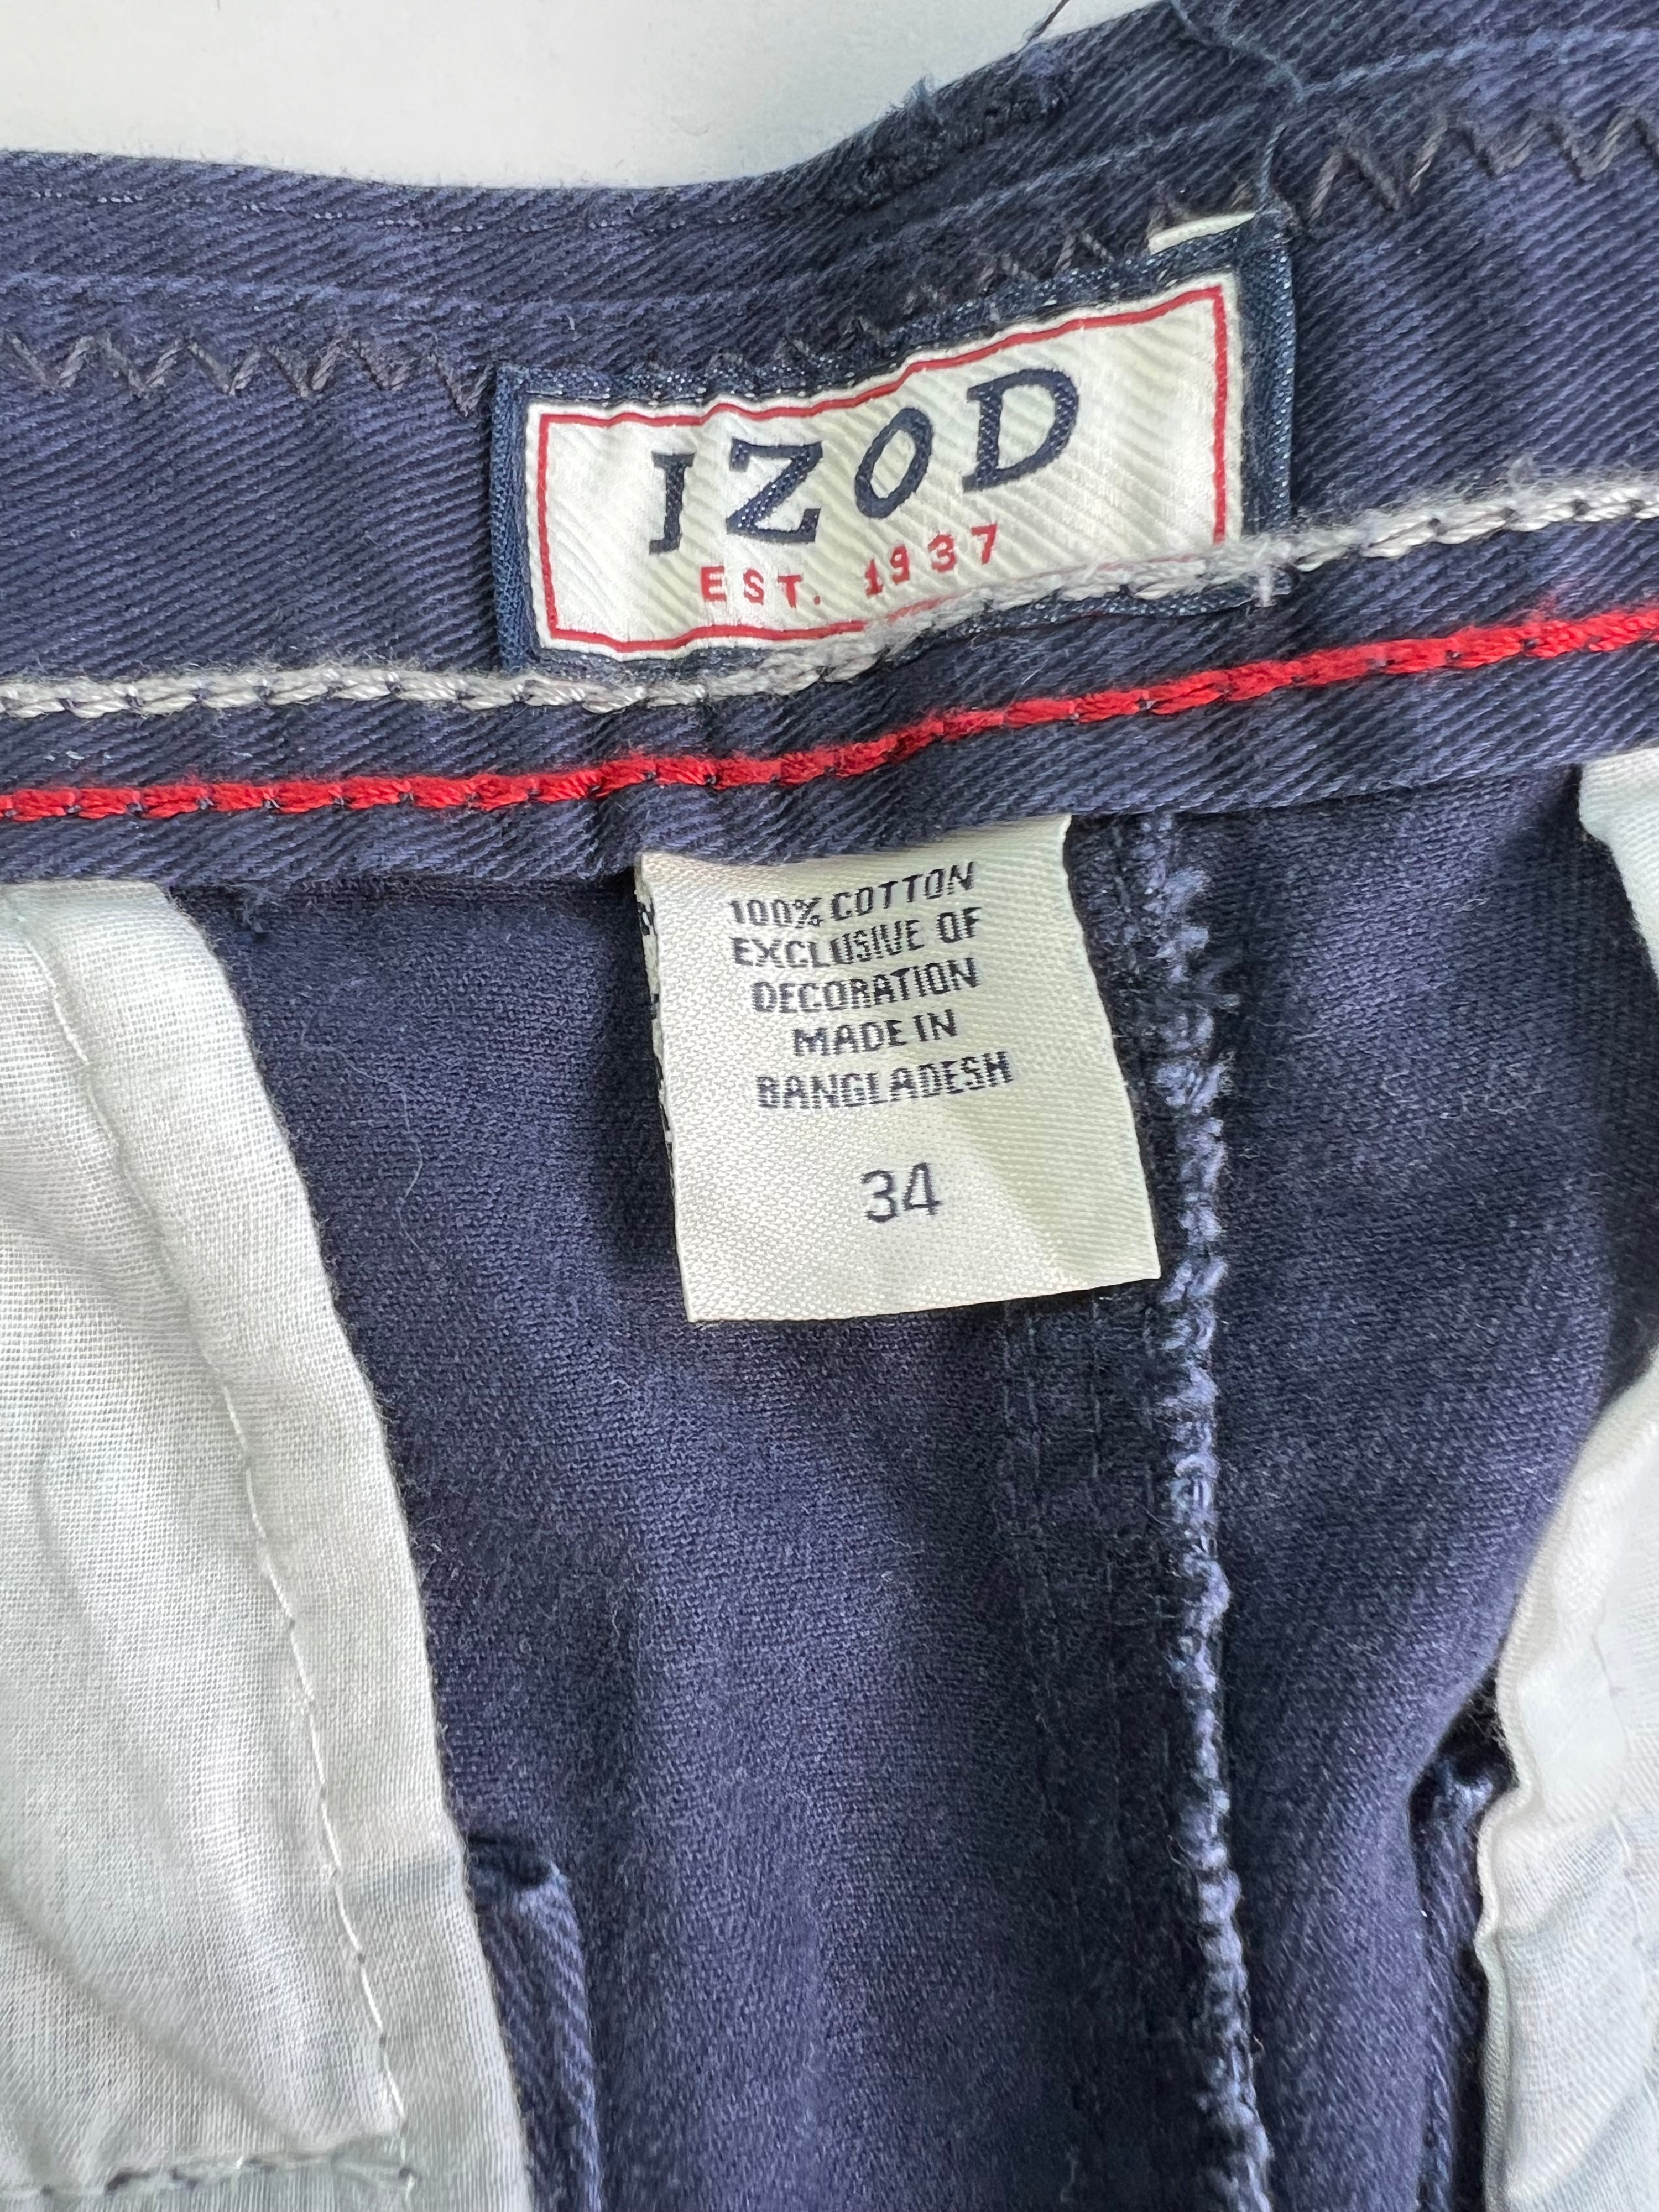 IZOD
EST. 1937
100% COTTON
EXCLUSIVE OF
DECORATION
MADE IN
BANGLADESH
34